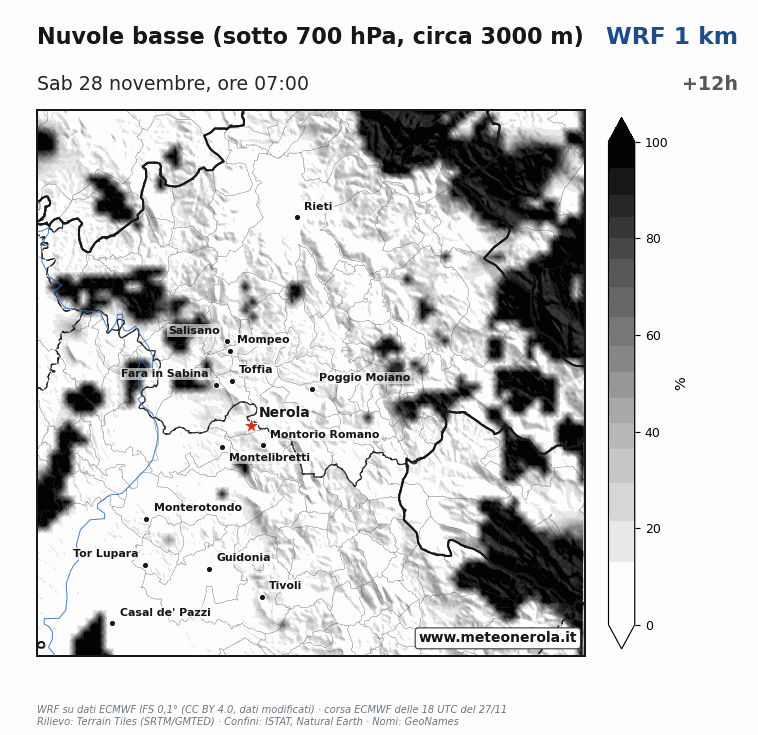 Nuvole basse (sotto 700 hPa, circa 3000 m) WRF 1 km
Sab 28 novembre, ore 07:00 +12h
100
80
60
40
20
0
%
Rieti
Salisano
Mompeo
Fara in Sabina
Toffia
Poggio Moiano
Nerola
Montorio Romano
Montelibretti
Monterotondo
Tor Lupara
Guidonia
Tivoli
Casal de' Pazzi
www.meteonerola.it
WRF su dati ECMWF IFS 0,1° (CC BY 4.0, dati modificati) · corsa ECMWF delle 18 UTC del 27/11
Rilievo: Terrain Tiles (SRTM/GMTED) · Confini: ISTAT, Natural Earth · Nomi: GeoNames